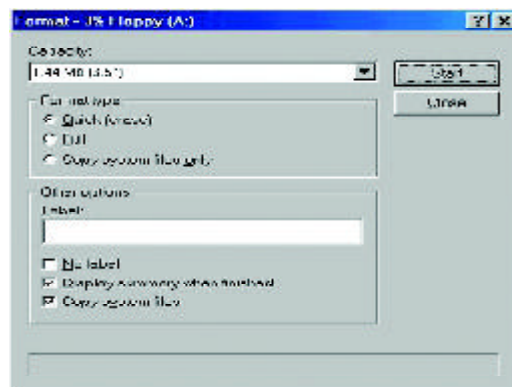 Format - 3½ Floppy (A:)
Capacity:
1.44 Mb (3.5")
Start
Close
Format type
Quick (erase)
Full
Copy system files only
Other options
Label:
No label
Display summary when finished
Copy system files